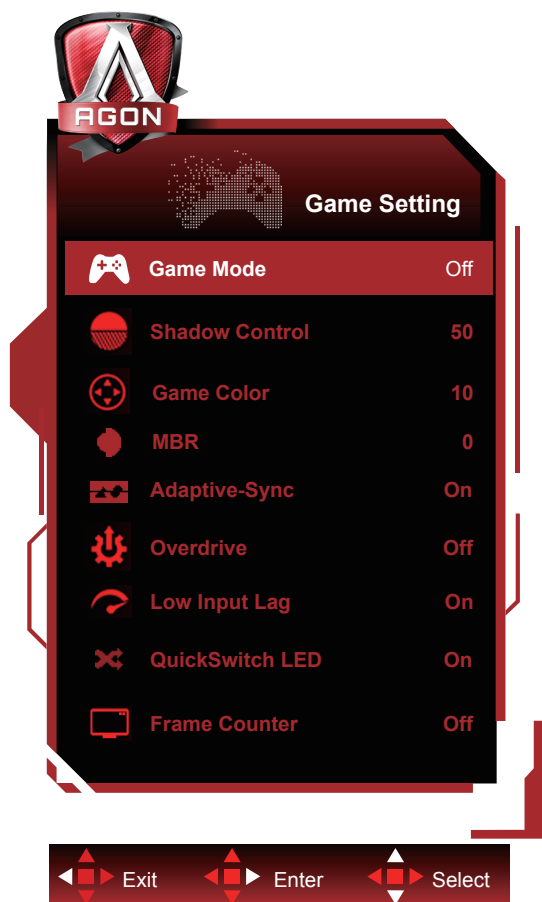 AGON
Game Setting
Game Mode Off
Shadow Control 50
Game Color 10
MBR 0
Adaptive-Sync On
Overdrive Off
Low Input Lag On
QuickSwitch LED On
Frame Counter Off
Exit Enter Select